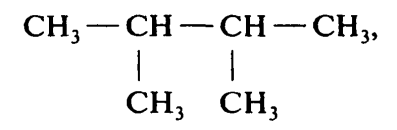 CH₃ — CH — CH — CH₃,
| |
CH₃ CH₃